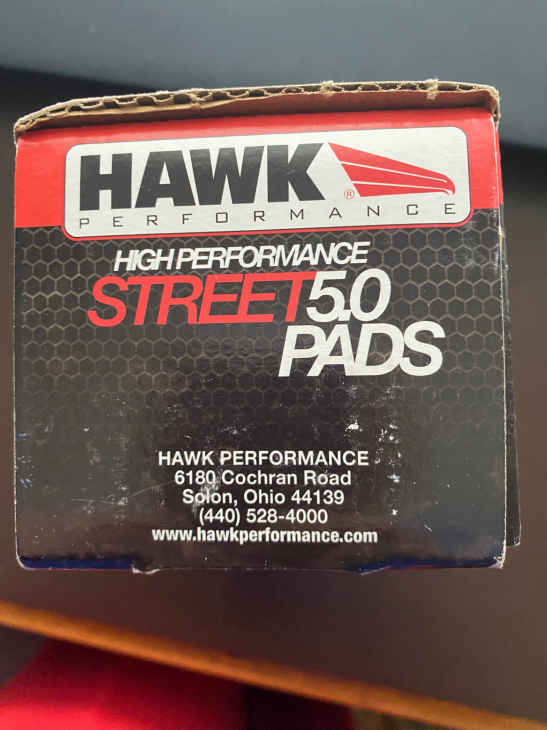 HAWK®
PERFORMANCE
HIGH PERFORMANCE
STREET 5.0
PADS
HAWK PERFORMANCE
6180 Cochran Road
Solon, Ohio 44139
(440) 528-4000
www.hawkperformance.com